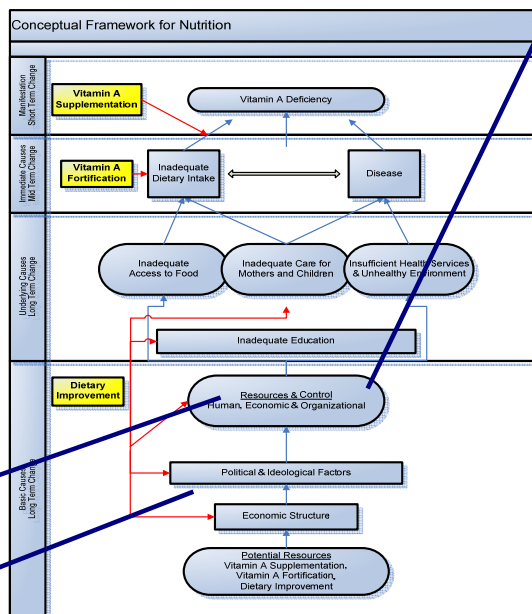 Conceptual Framework for Nutrition
Manifestation
Short Term Change
Vitamin A
Supplementation
Vitamin A Deficiency
Immediate Causes
Mid Term Change
Vitamin A
Fortification
Inadequate
Dietary Intake
Disease
Underlying Causes
Long Term Change
Inadequate
Access to Food
Inadequate Care for
Mothers and Children
Insufficient Health Services
& Unhealthy Environment
Inadequate Education
Basic Causes
Long Term Change
Dietary
Improvement
Resources & Control
Human, Economic & Organizational
Political & Ideological Factors
Economic Structure
Potential Resources
Vitamin A Supplementation,
Vitamin A Fortification,
Dietary Improvement